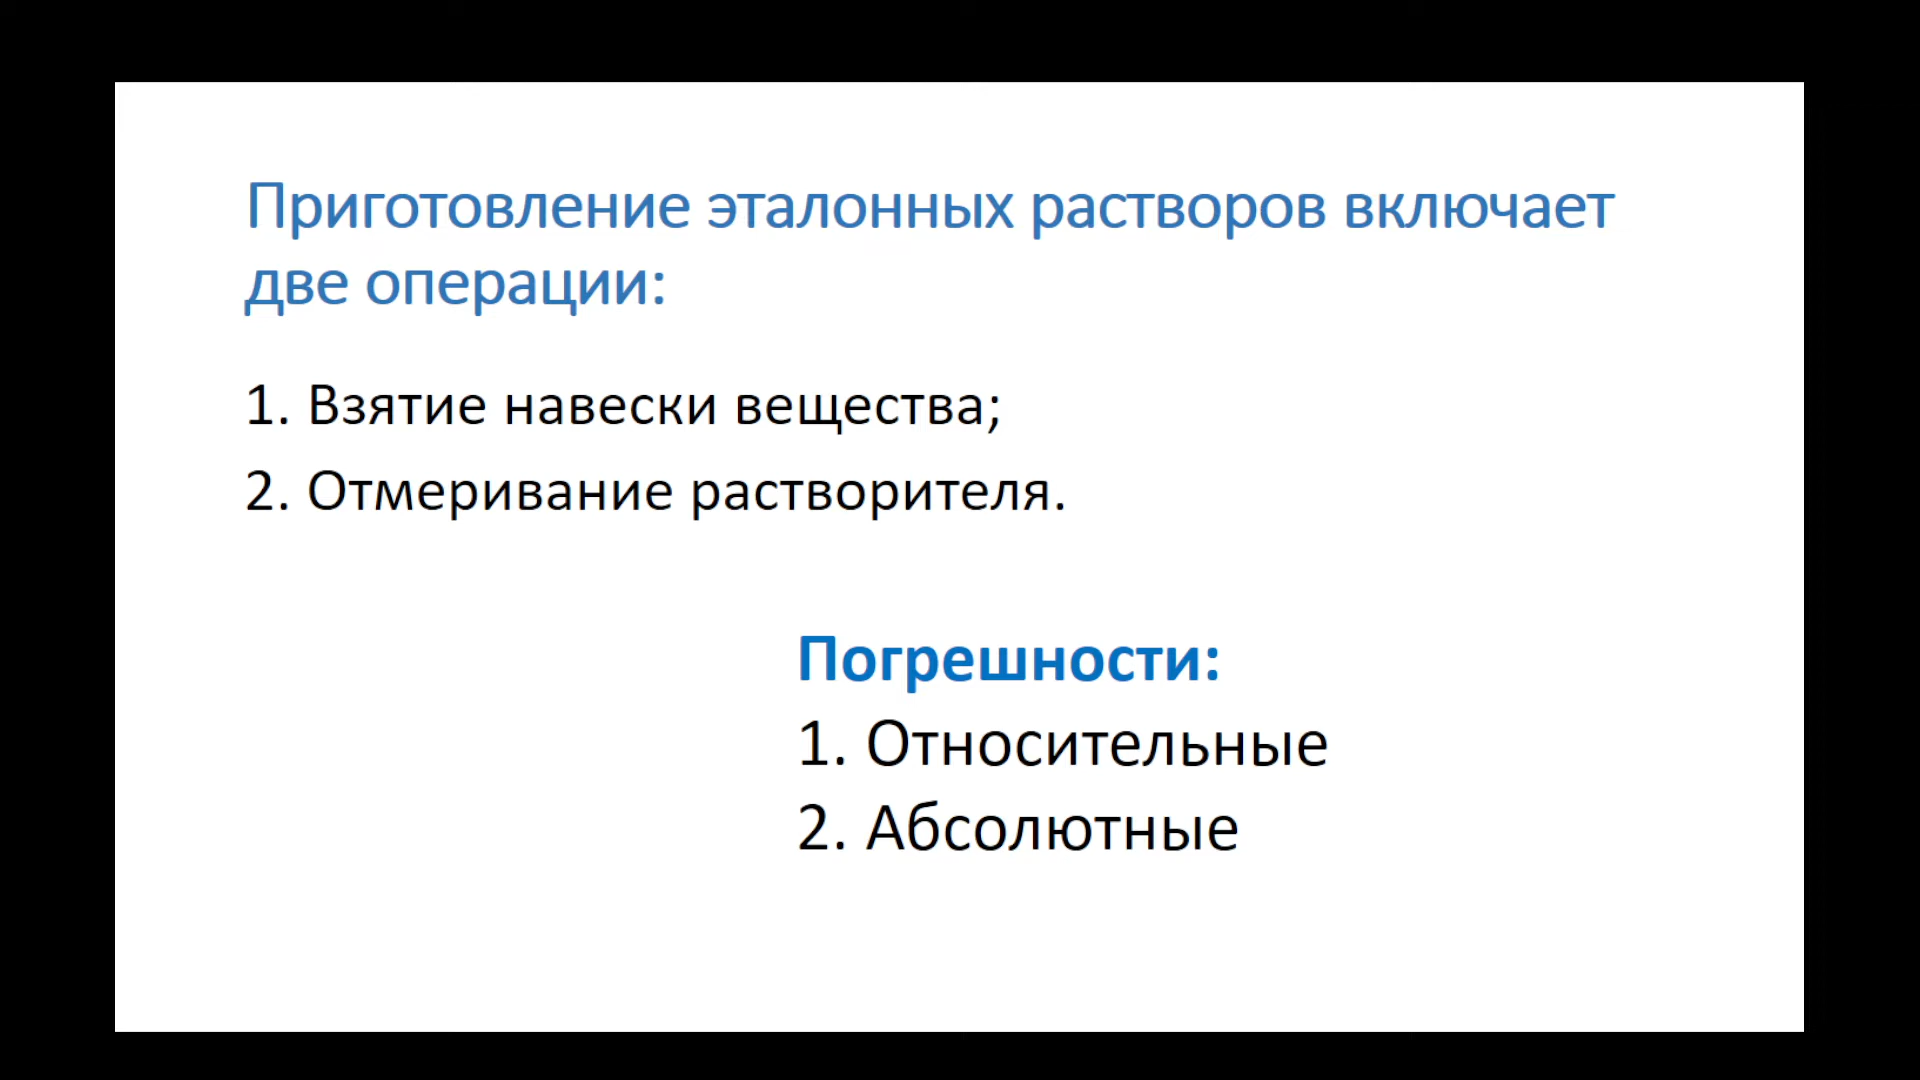 Приготовление эталонных растворов включает
две операции:
1. Взятие навески вещества;
2. Отмеривание растворителя.
Погрешности:
1. Относительные
2. Абсолютные